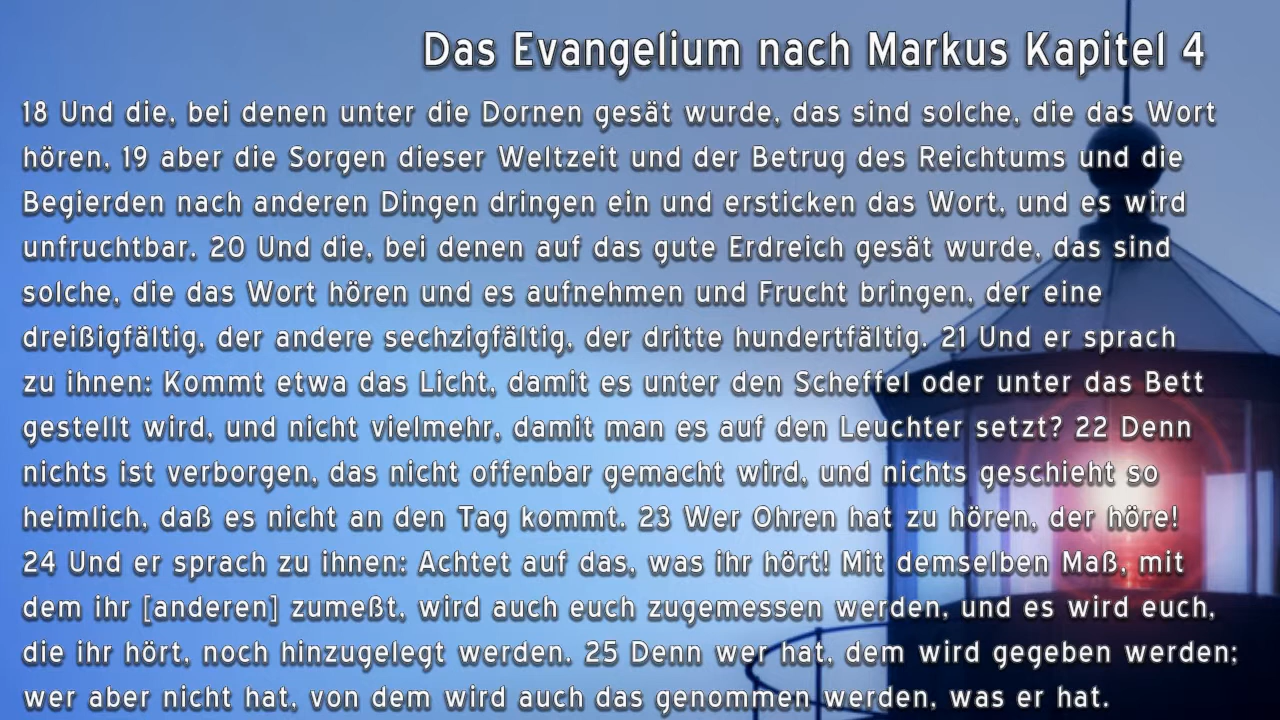 Das Evangelium nach Markus Kapitel 4
18 Und die, bei denen unter die Dornen gesät wurde, das sind solche, die das Wort
hören, 19 aber die Sorgen dieser Weltzeit und der Betrug des Reichtums und die
Begierden nach anderen Dingen dringen ein und ersticken das Wort, und es wird
unfruchtbar. 20 Und die, bei denen auf das gute Erdreich gesät wurde, das sind
solche, die das Wort hören und es aufnehmen und Frucht bringen, der eine
dreißigfältig, der andere sechzigfältig, der dritte hundertfältig. 21 Und er sprach
zu ihnen: Kommt etwa das Licht, damit es unter den Scheffel oder unter das Bett
gestellt wird, und nicht vielmehr, damit man es auf den Leuchter setzt? 22 Denn
nichts ist verborgen, das nicht offenbar gemacht wird, und nichts geschieht so
heimlich, daß es nicht an den Tag kommt. 23 Wer Ohren hat zu hören, der höre!
24 Und er sprach zu ihnen: Achtet auf das, was ihr hört! Mit demselben Maß, mit
dem ihr [anderen] zumeßt, wird auch euch zugemessen werden, und es wird euch,
die ihr hört, noch hinzugelegt werden. 25 Denn wer hat, dem wird gegeben werden;
wer aber nicht hat, von dem wird auch das genommen werden, was er hat.